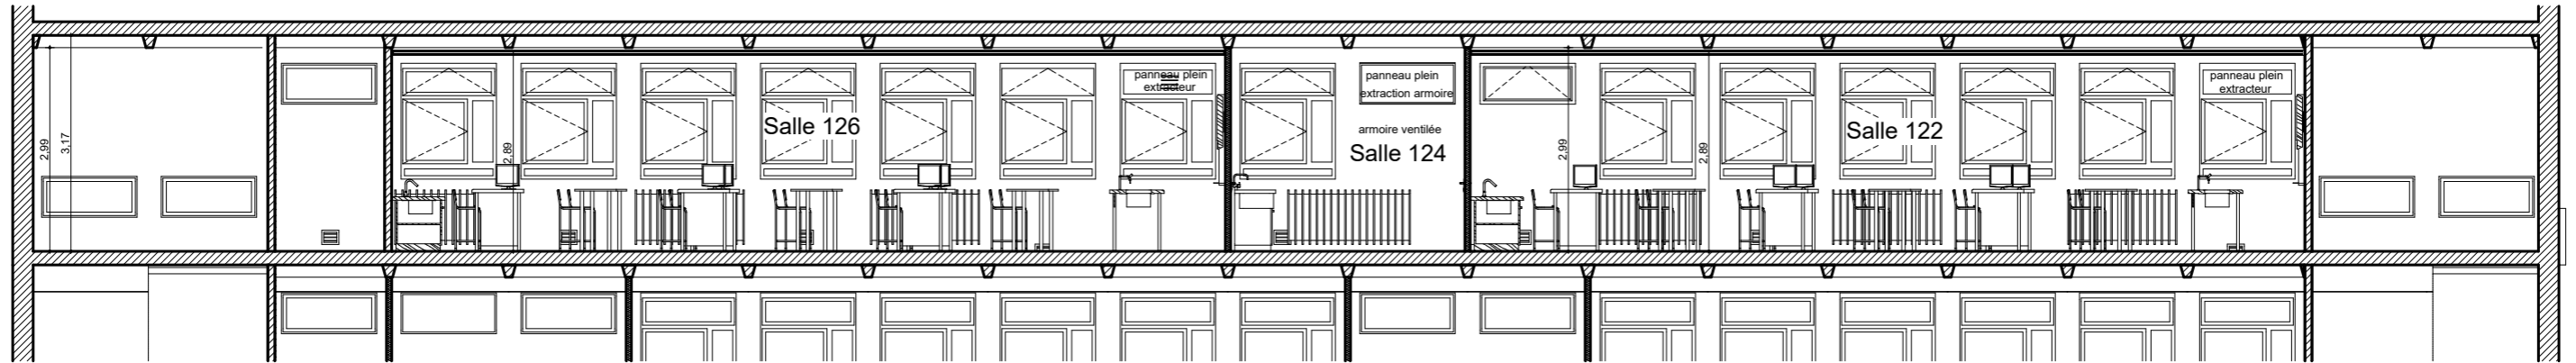 2,99
3,17
2,89
panneau plein
extracteur
Salle 126
panneau plein
extraction armoire
armoire ventilée
Salle 124
2,99
2,89
Salle 122
panneau plein
extracteur